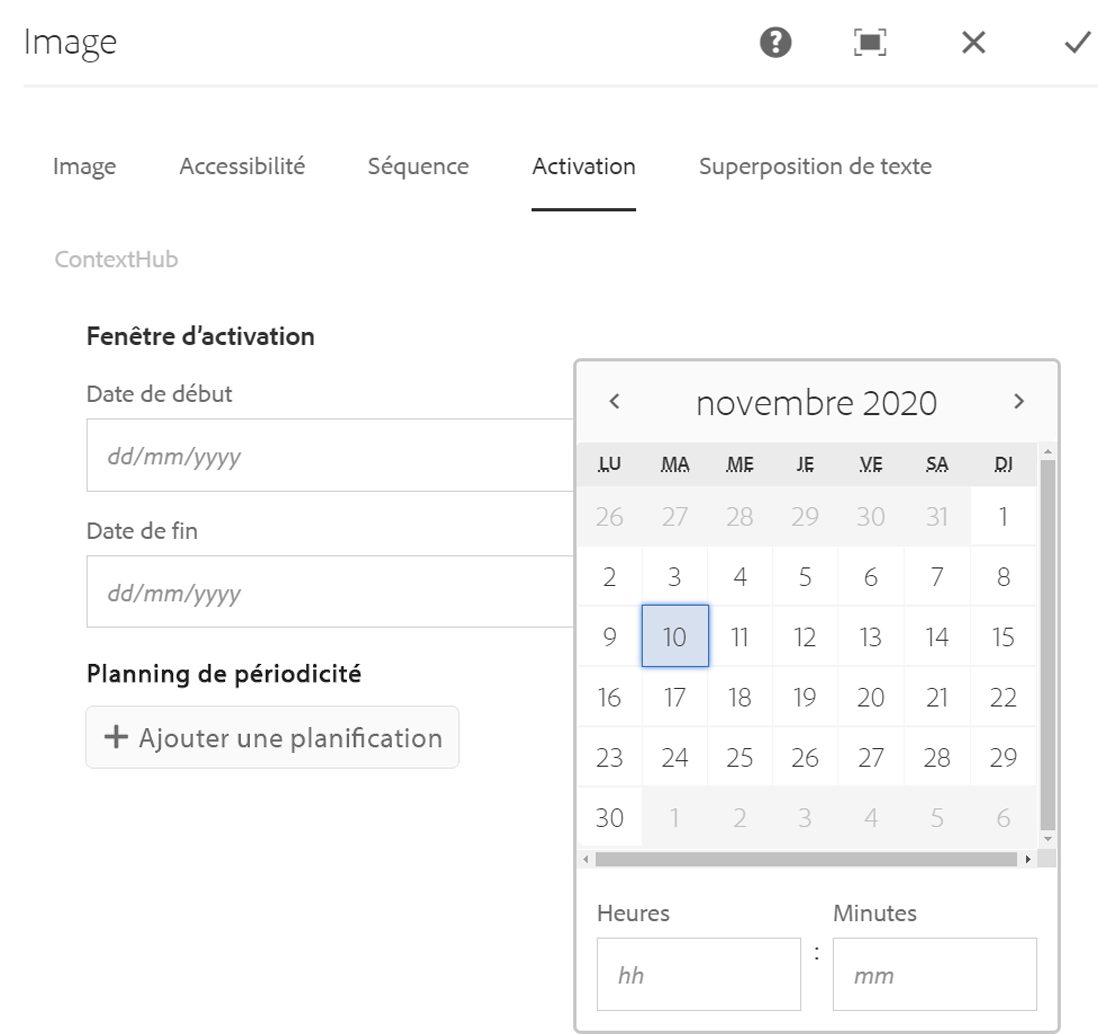 Image
Image Accessibilité Séquence Activation Superposition de texte
ContextHub
Fenêtre d’activation
Date de début
dd/mm/yyyy
Date de fin
dd/mm/yyyy
Planning de périodicité
+ Ajouter une planification
novembre 2020
LU MA ME JE VE SA DI
26 27 28 29 30 31 1
2 3 4 5 6 7 8
9 10 11 12 13 14 15
16 17 18 19 20 21 22
23 24 25 26 27 28 29
30 1 2 3 4 5 6
Heures Minutes
hh : mm